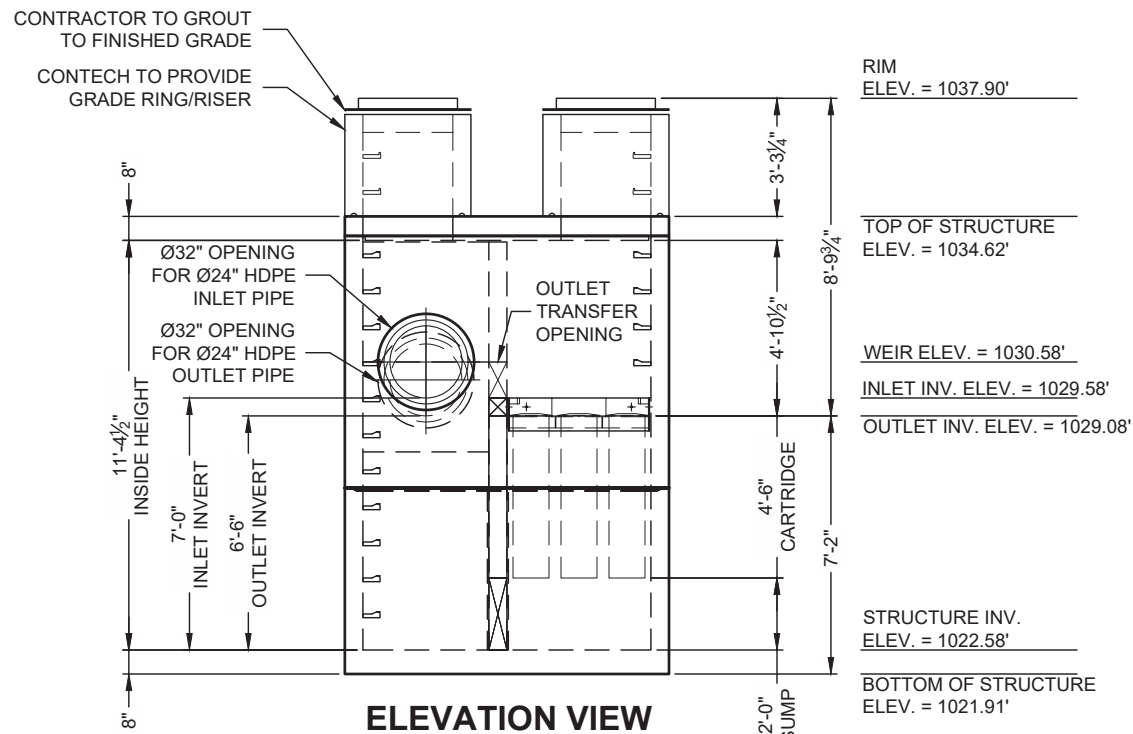 CONTRACTOR TO GROUT
TO FINISHED GRADE
CONTECH TO PROVIDE
GRADE RING/RISER
RIM
ELEV. = 1037.90'
3'-3¼"
8"
TOP OF STRUCTURE
ELEV. = 1034.62'
8'-9¾"
Ø32" OPENING
FOR Ø24" HDPE
INLET PIPE
OUTLET
TRANSFER
OPENING
4'-10½"
Ø32" OPENING
FOR Ø24" HDPE
OUTLET PIPE
WEIR ELEV. = 1030.58'
INLET INV. ELEV. = 1029.58'
OUTLET INV. ELEV. = 1029.08'
11'-4½"
INSIDE HEIGHT
7'-0"
INLET INVERT
6'-6"
OUTLET INVERT
4'-6"
CARTRIDGE
7'-2"
STRUCTURE INV.
ELEV. = 1022.58'
BOTTOM OF STRUCTURE
ELEV. = 1021.91'
8"
2'-0"
SUMP
ELEVATION VIEW